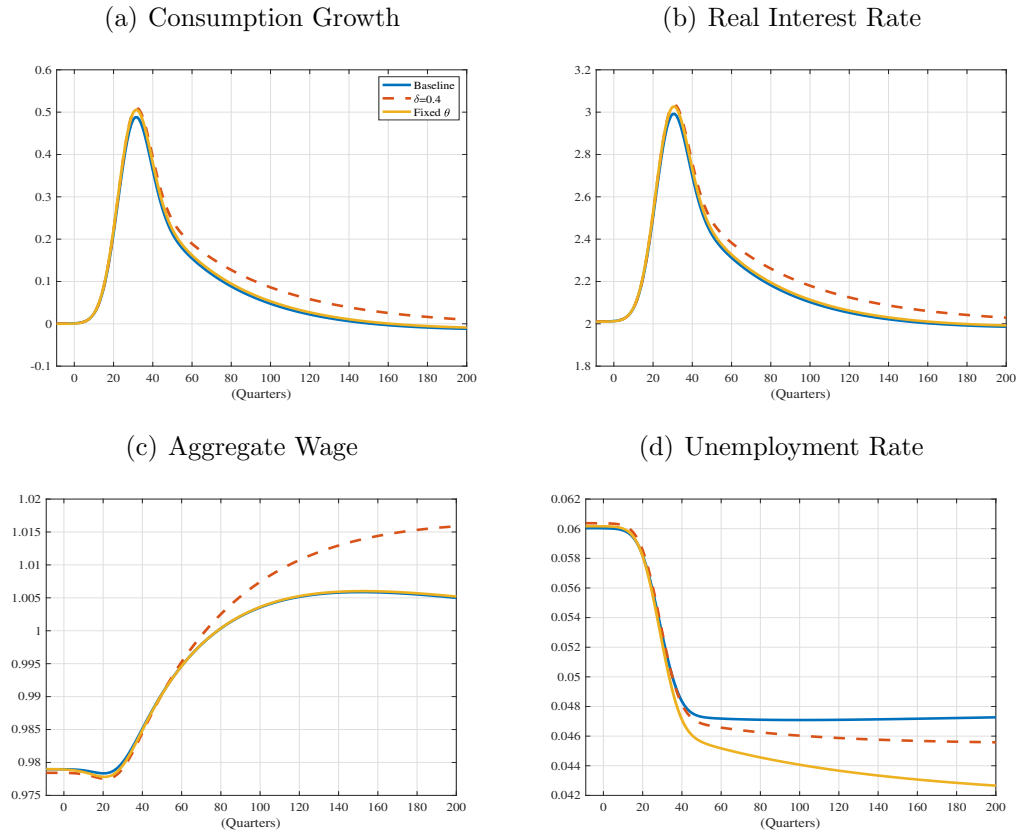 (a) Consumption Growth
0.6
0.5
0.4
0.3
0.2
0.1
0
-0.1
0 20 40 60 80 100 120 140 160 180 200
(Quarters)
Baseline
δ=0.4
Fixed θ
(b) Real Interest Rate
3.2
3
2.8
2.6
2.4
2.2
2
1.8
0 20 40 60 80 100 120 140 160 180 200
(Quarters)
(c) Aggregate Wage
1.02
1.015
1.01
1.005
1
0.995
0.99
0.985
0.98
0.975
0 20 40 60 80 100 120 140 160 180 200
(Quarters)
(d) Unemployment Rate
0.062
0.06
0.058
0.056
0.054
0.052
0.05
0.048
0.046
0.044
0.042
0 20 40 60 80 100 120 140 160 180 200
(Quarters)